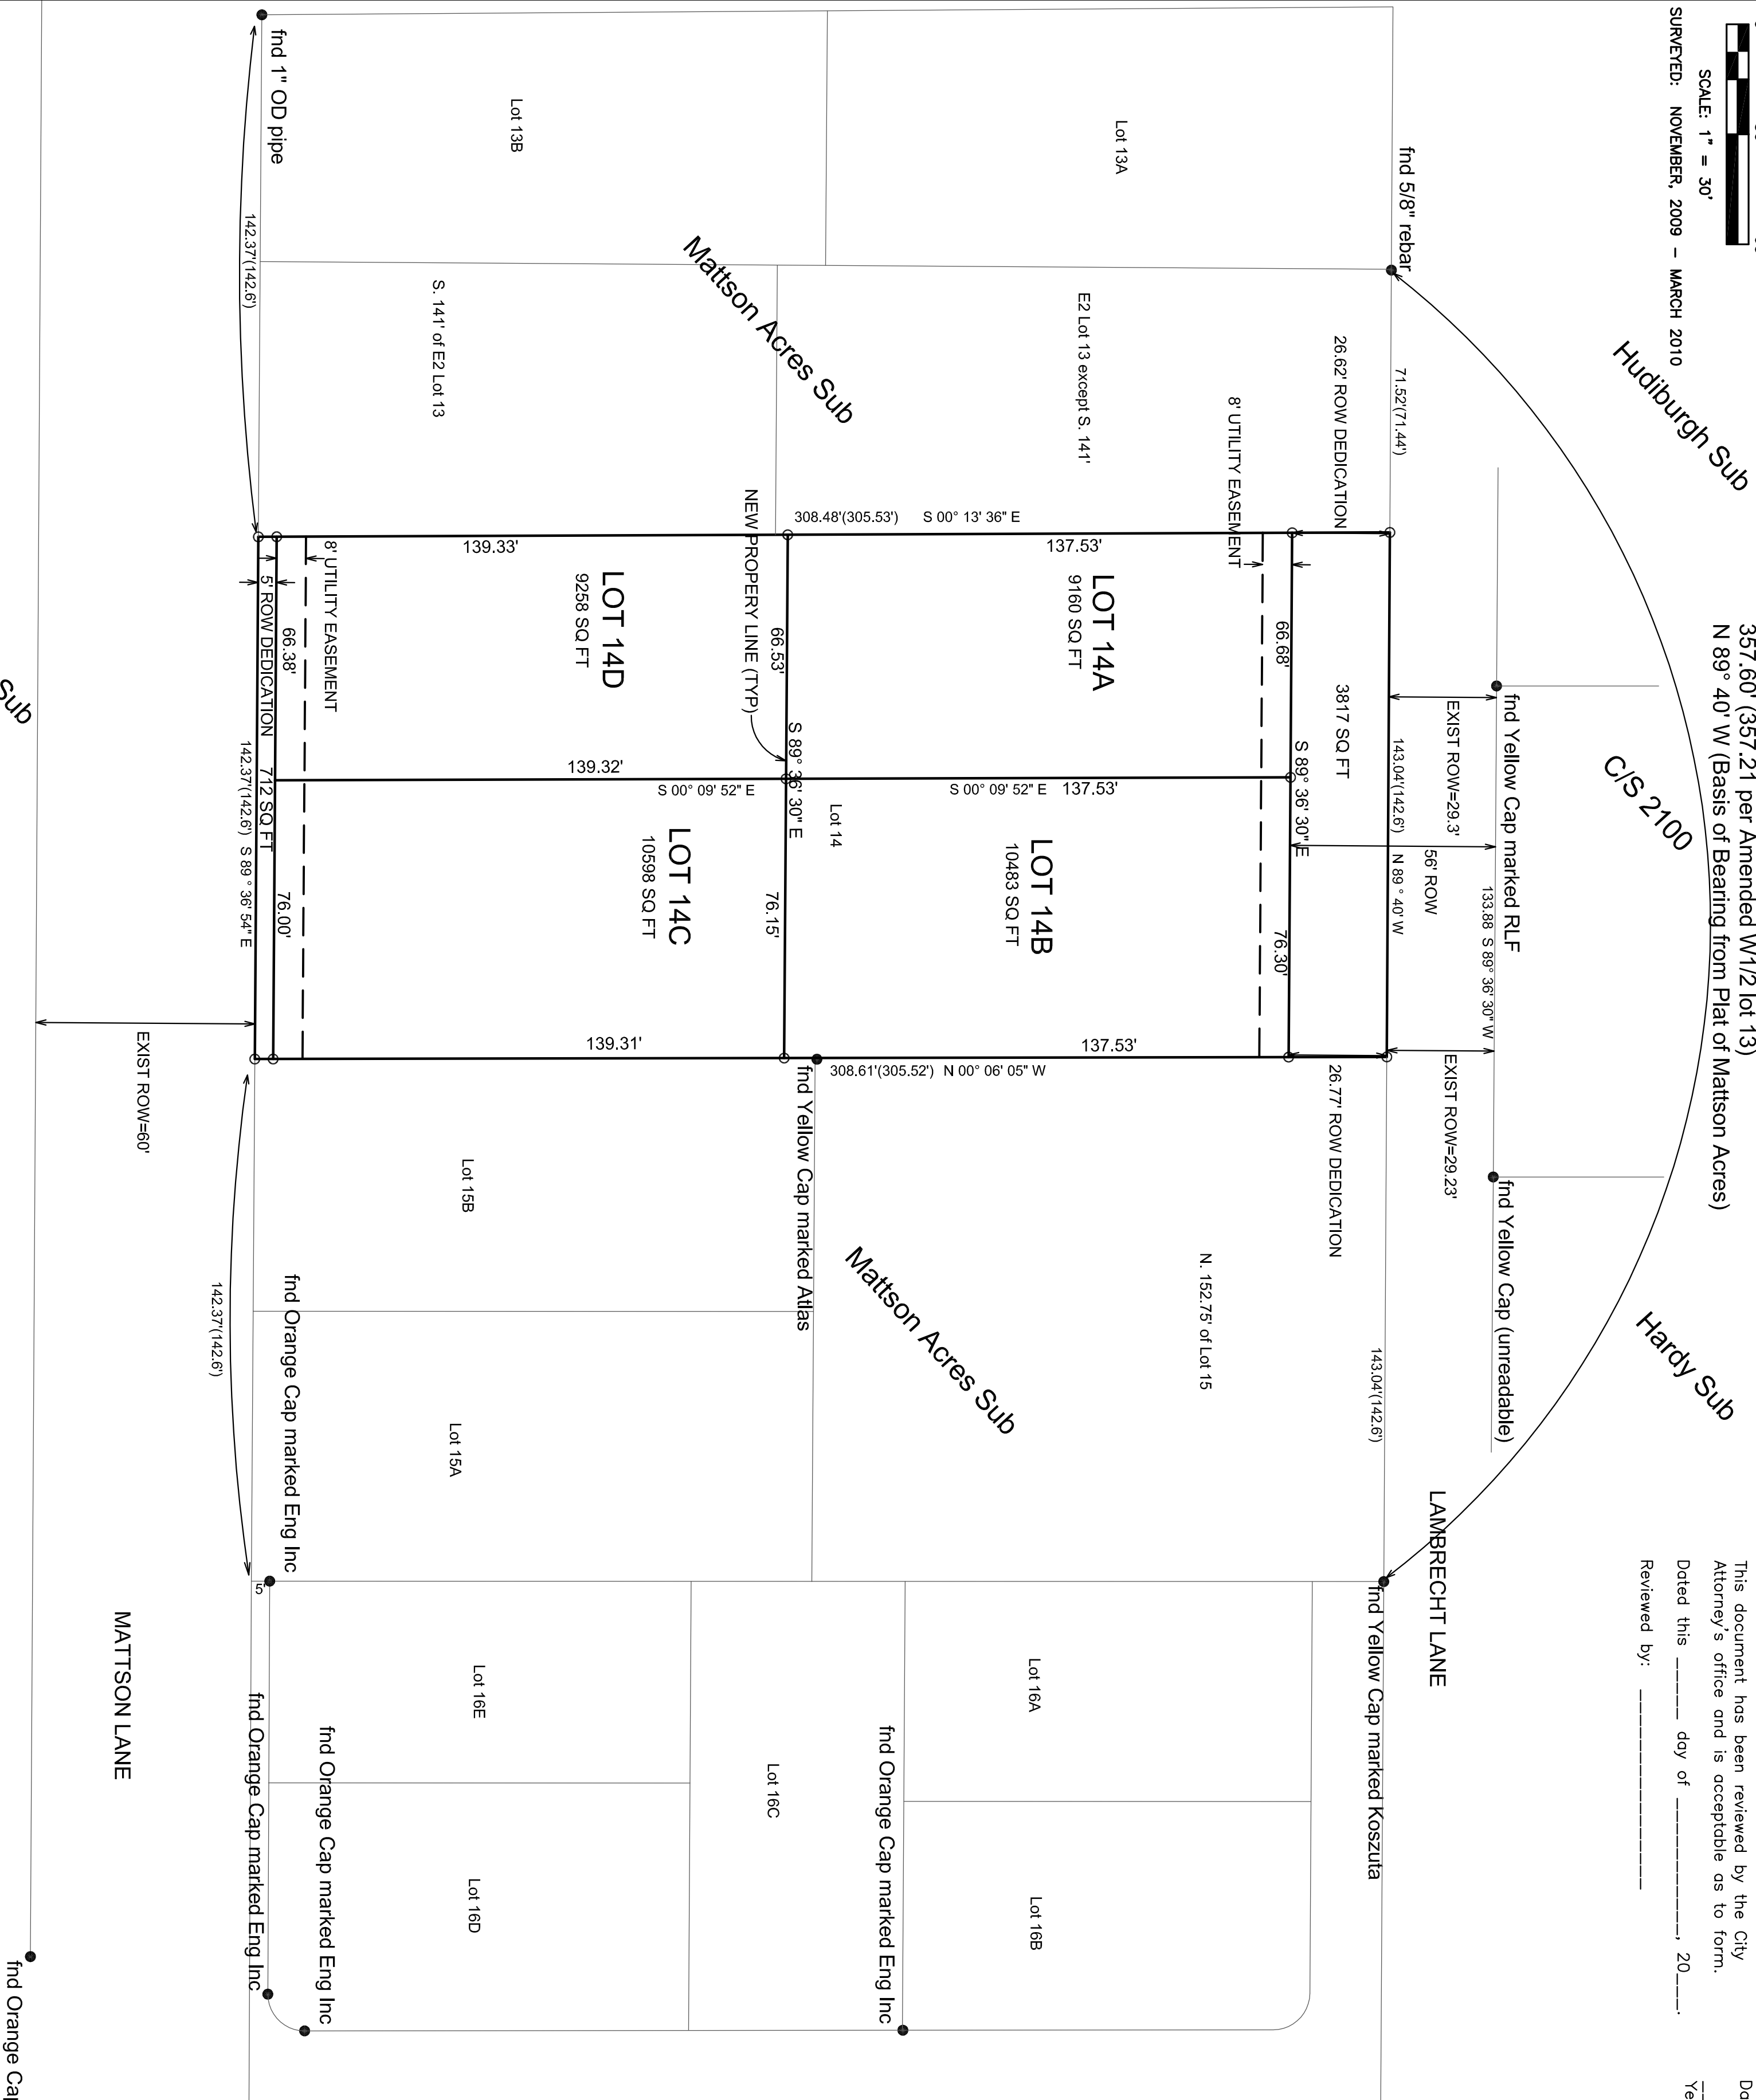 SCALE: 1" = 30'
SURVEYED: NOVEMBER, 2009 - MARCH 2010
357.60' (357.21 per Amended W1/2 lot 13)
N 89° 40' W (Basis of Bearing from Plat of Mattson Acres)
This document has been reviewed by the City
Attorney's office and is acceptable as to form.
Dated this _____ day of ___________, 20___.
Reviewed by: ________________
Hudiburgh Sub
C/S 2100
Hardy Sub
fnd Yellow Cap marked RLF
133.88 S 89° 36' 30" W
fnd Yellow Cap (unreadable)
EXIST ROW=29.3'
56' ROW
EXIST ROW=29.23'
LAMBRECHT LANE
fnd 5/8" rebar
71.52'(71.44')
143.04'(142.6')
N 89 ° 40' W
143.04'(142.6')
fnd Yellow Cap marked Koszuta
26.62' ROW DEDICATION
3817 SQ FT
26.77' ROW DEDICATION
S 89° 36' 30" E
8' UTILITY EASEMENT
66.68'
76.30'
Lot 13A
E2 Lot 13 except S. 141'
LOT 14A
9160 SQ FT
137.53'
308.48'(305.53') S 00° 13' 36" E
S 00° 09' 52" E 137.53'
LOT 14B
10483 SQ FT
137.53'
308.61'(305.52') N 00° 06' 05" W
N. 152.75' of Lot 15
Lot 16A
Lot 16B
fnd Orange Cap marked Eng Inc
Mattson Acres Sub
Mattson Acres Sub
Lot 14
S 89° 36' 30" E
66.53'
76.15'
NEW PROPERY LINE (TYP)
fnd Yellow Cap marked Atlas
Lot 16C
Lot 13B
S. 141' of E2 Lot 13
139.33'
LOT 14D
9258 SQ FT
139.32'
S 00° 09' 52" E
LOT 14C
10598 SQ FT
139.31'
Lot 15B
Lot 15A
Lot 16E
Lot 16D
8' UTILITY EASEMENT
66.38'
76.00'
5' ROW DEDICATION
712 SQ FT
fnd 1" OD pipe
142.37'(142.6')
142.37'(142.6') S 89 ° 36' 54" E
142.37'(142.6')
fnd Orange Cap marked Eng Inc
5'
fnd Orange Cap marked Eng Inc
fnd Orange Cap marked Eng Inc
EXIST ROW=60'
MATTSON LANE
Sub
fnd Orange Cap